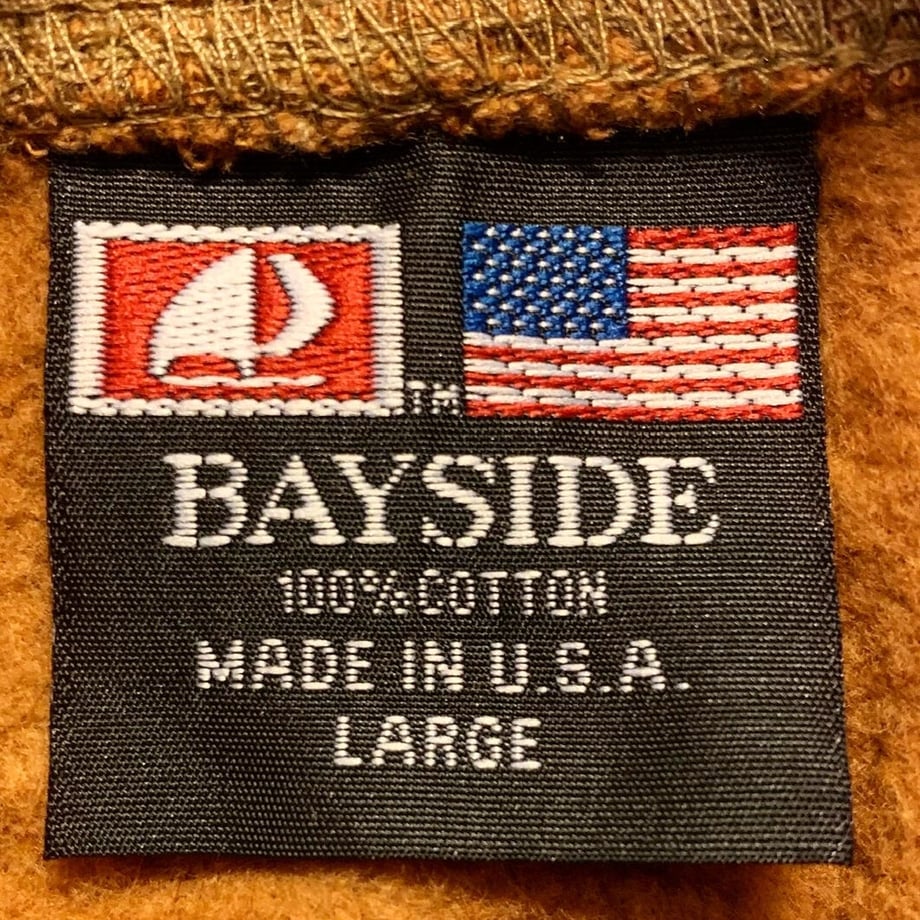 TM
BAYSIDE
100% COTTON
MADE IN U.S.A.
LARGE